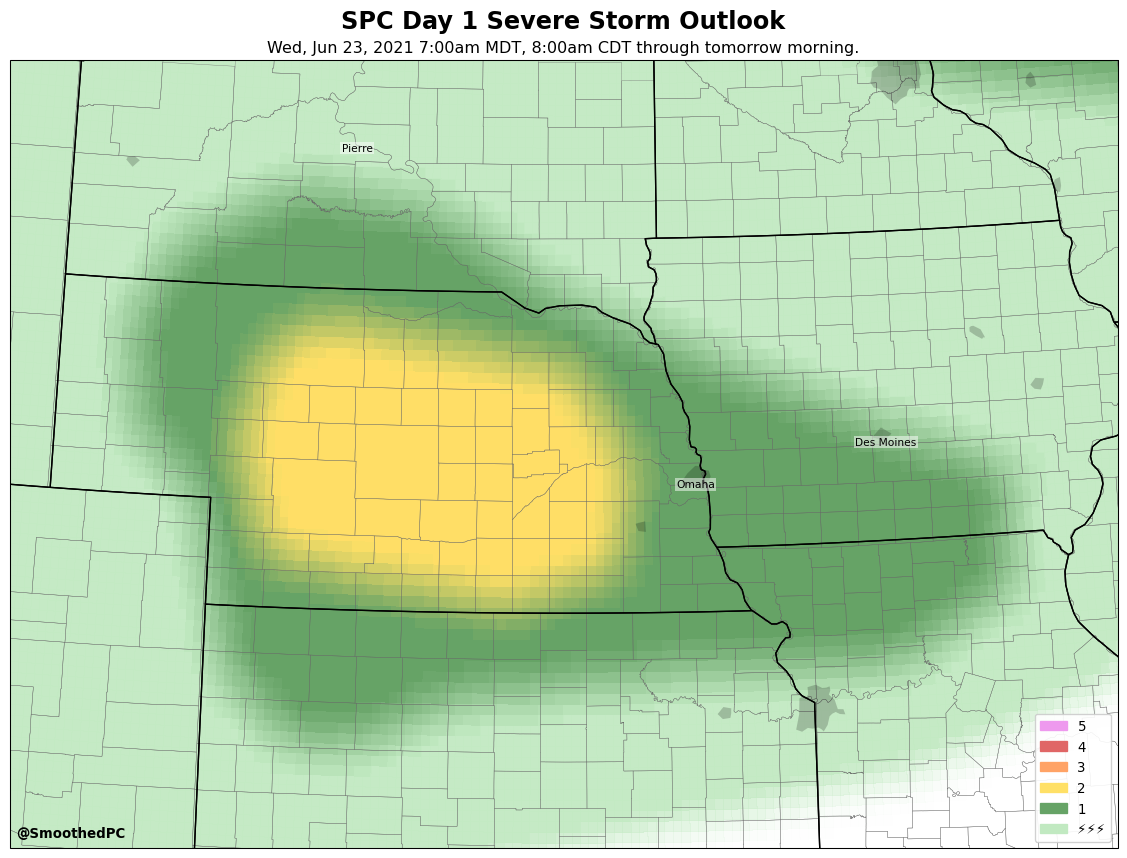 SPC Day 1 Severe Storm Outlook
Wed, Jun 23, 2021 7:00am MDT, 8:00am CDT through tomorrow morning.
Pierre
Des Moines
Omaha
5
4
3
2
1
⚡⚡⚡
@SmoothedPC